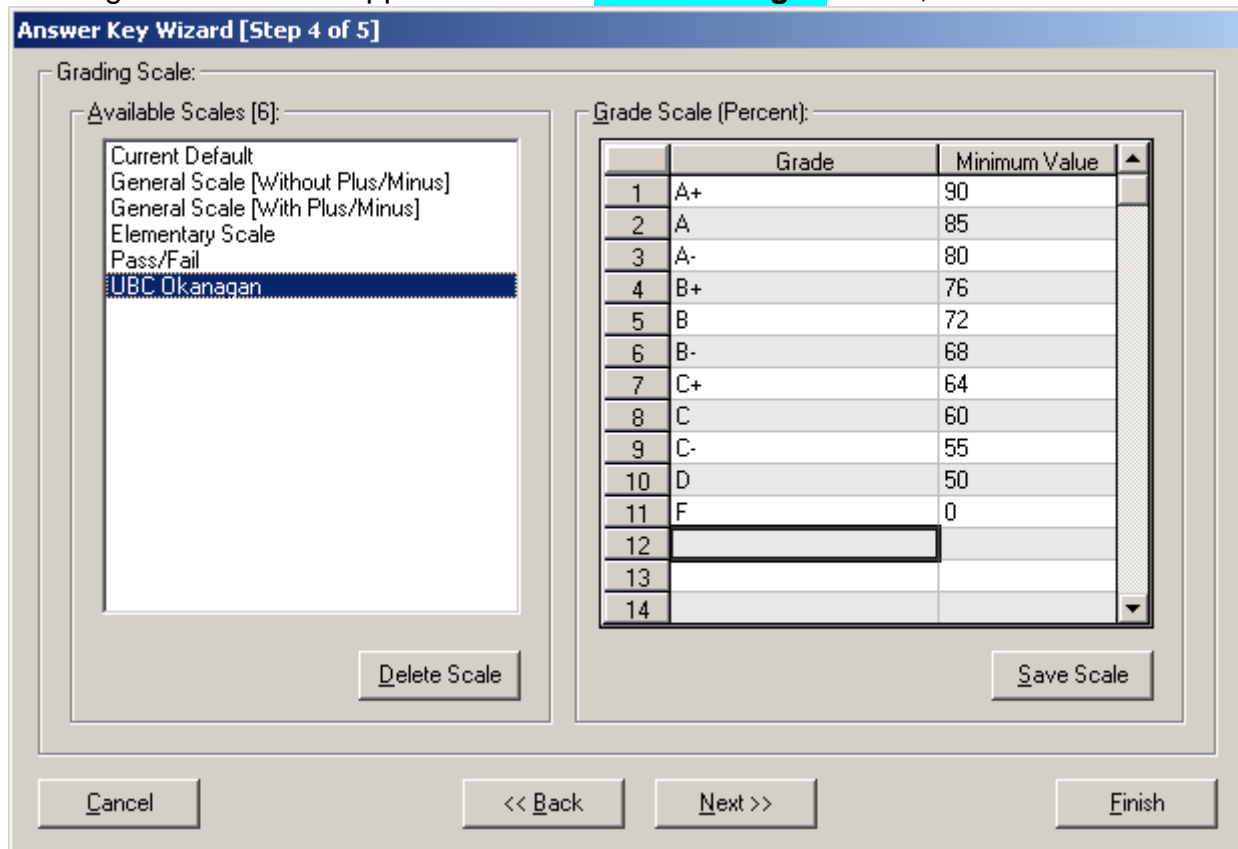 Answer Key Wizard [Step 4 of 5]
Grading Scale:
Available Scales [6]:
Current Default
General Scale [Without Plus/Minus]
General Scale [With Plus/Minus]
Elementary Scale
Pass/Fail
UBC Okanagan
Delete Scale
Grade Scale (Percent):
Grade Minimum Value
1 A+ 90
2 A 85
3 A- 80
4 B+ 76
5 B 72
6 B- 68
7 C+ 64
8 C 60
9 C- 55
10 D 50
11 F 0
12
13
14
Save Scale
Cancel << Back Next >> Finish